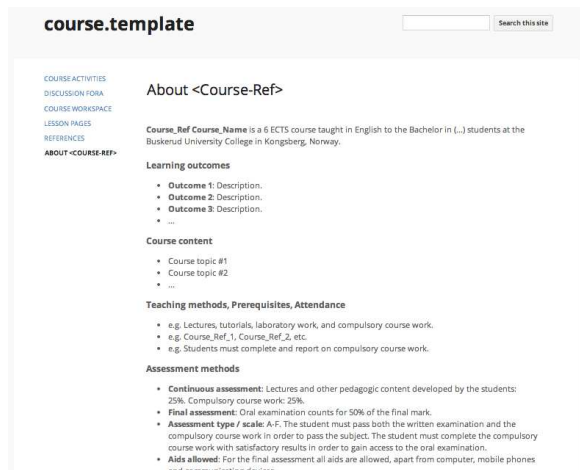 course.template
Search this site
COURSE ACTIVITIES
DISCUSSION FORA
COURSE WORKSPACE
LESSON PAGES
REFERENCES
ABOUT <COURSE-REF>
About <Course-Ref>
Course_Ref Course_Name is a 6 ECTS course taught in English to the Bachelor in (...) students at the
Buskerud University College in Kongsberg, Norway.
Learning outcomes
• Outcome 1: Description.
• Outcome 2: Description.
• Outcome 3: Description.
• ...
Course content
• Course topic #1
• Course topic #2
• ...
Teaching methods, Prerequisites, Attendance
• e.g. Lectures, tutorials, laboratory work, and compulsory course work.
• e.g. Course_Ref_1, Course_Ref_2, etc.
• e.g. Students must complete and report on compulsory course work.
Assessment methods
• Continuous assessment: Lectures and other pedagogic content developed by the students:
25%. Compulsory course work: 25%.
• Final assessment: Oral examination counts for 50% of the final mark.
• Assessment type / scale: A-F. The student must pass both the written examination and the
compulsory course work in order to pass the subject. The student must complete the compulsory
course work with satisfactory results in order to gain access to the oral examination.
• Aids allowed: For the final assessment all aids are allowed, apart from computer, mobile phones
and communicating devices